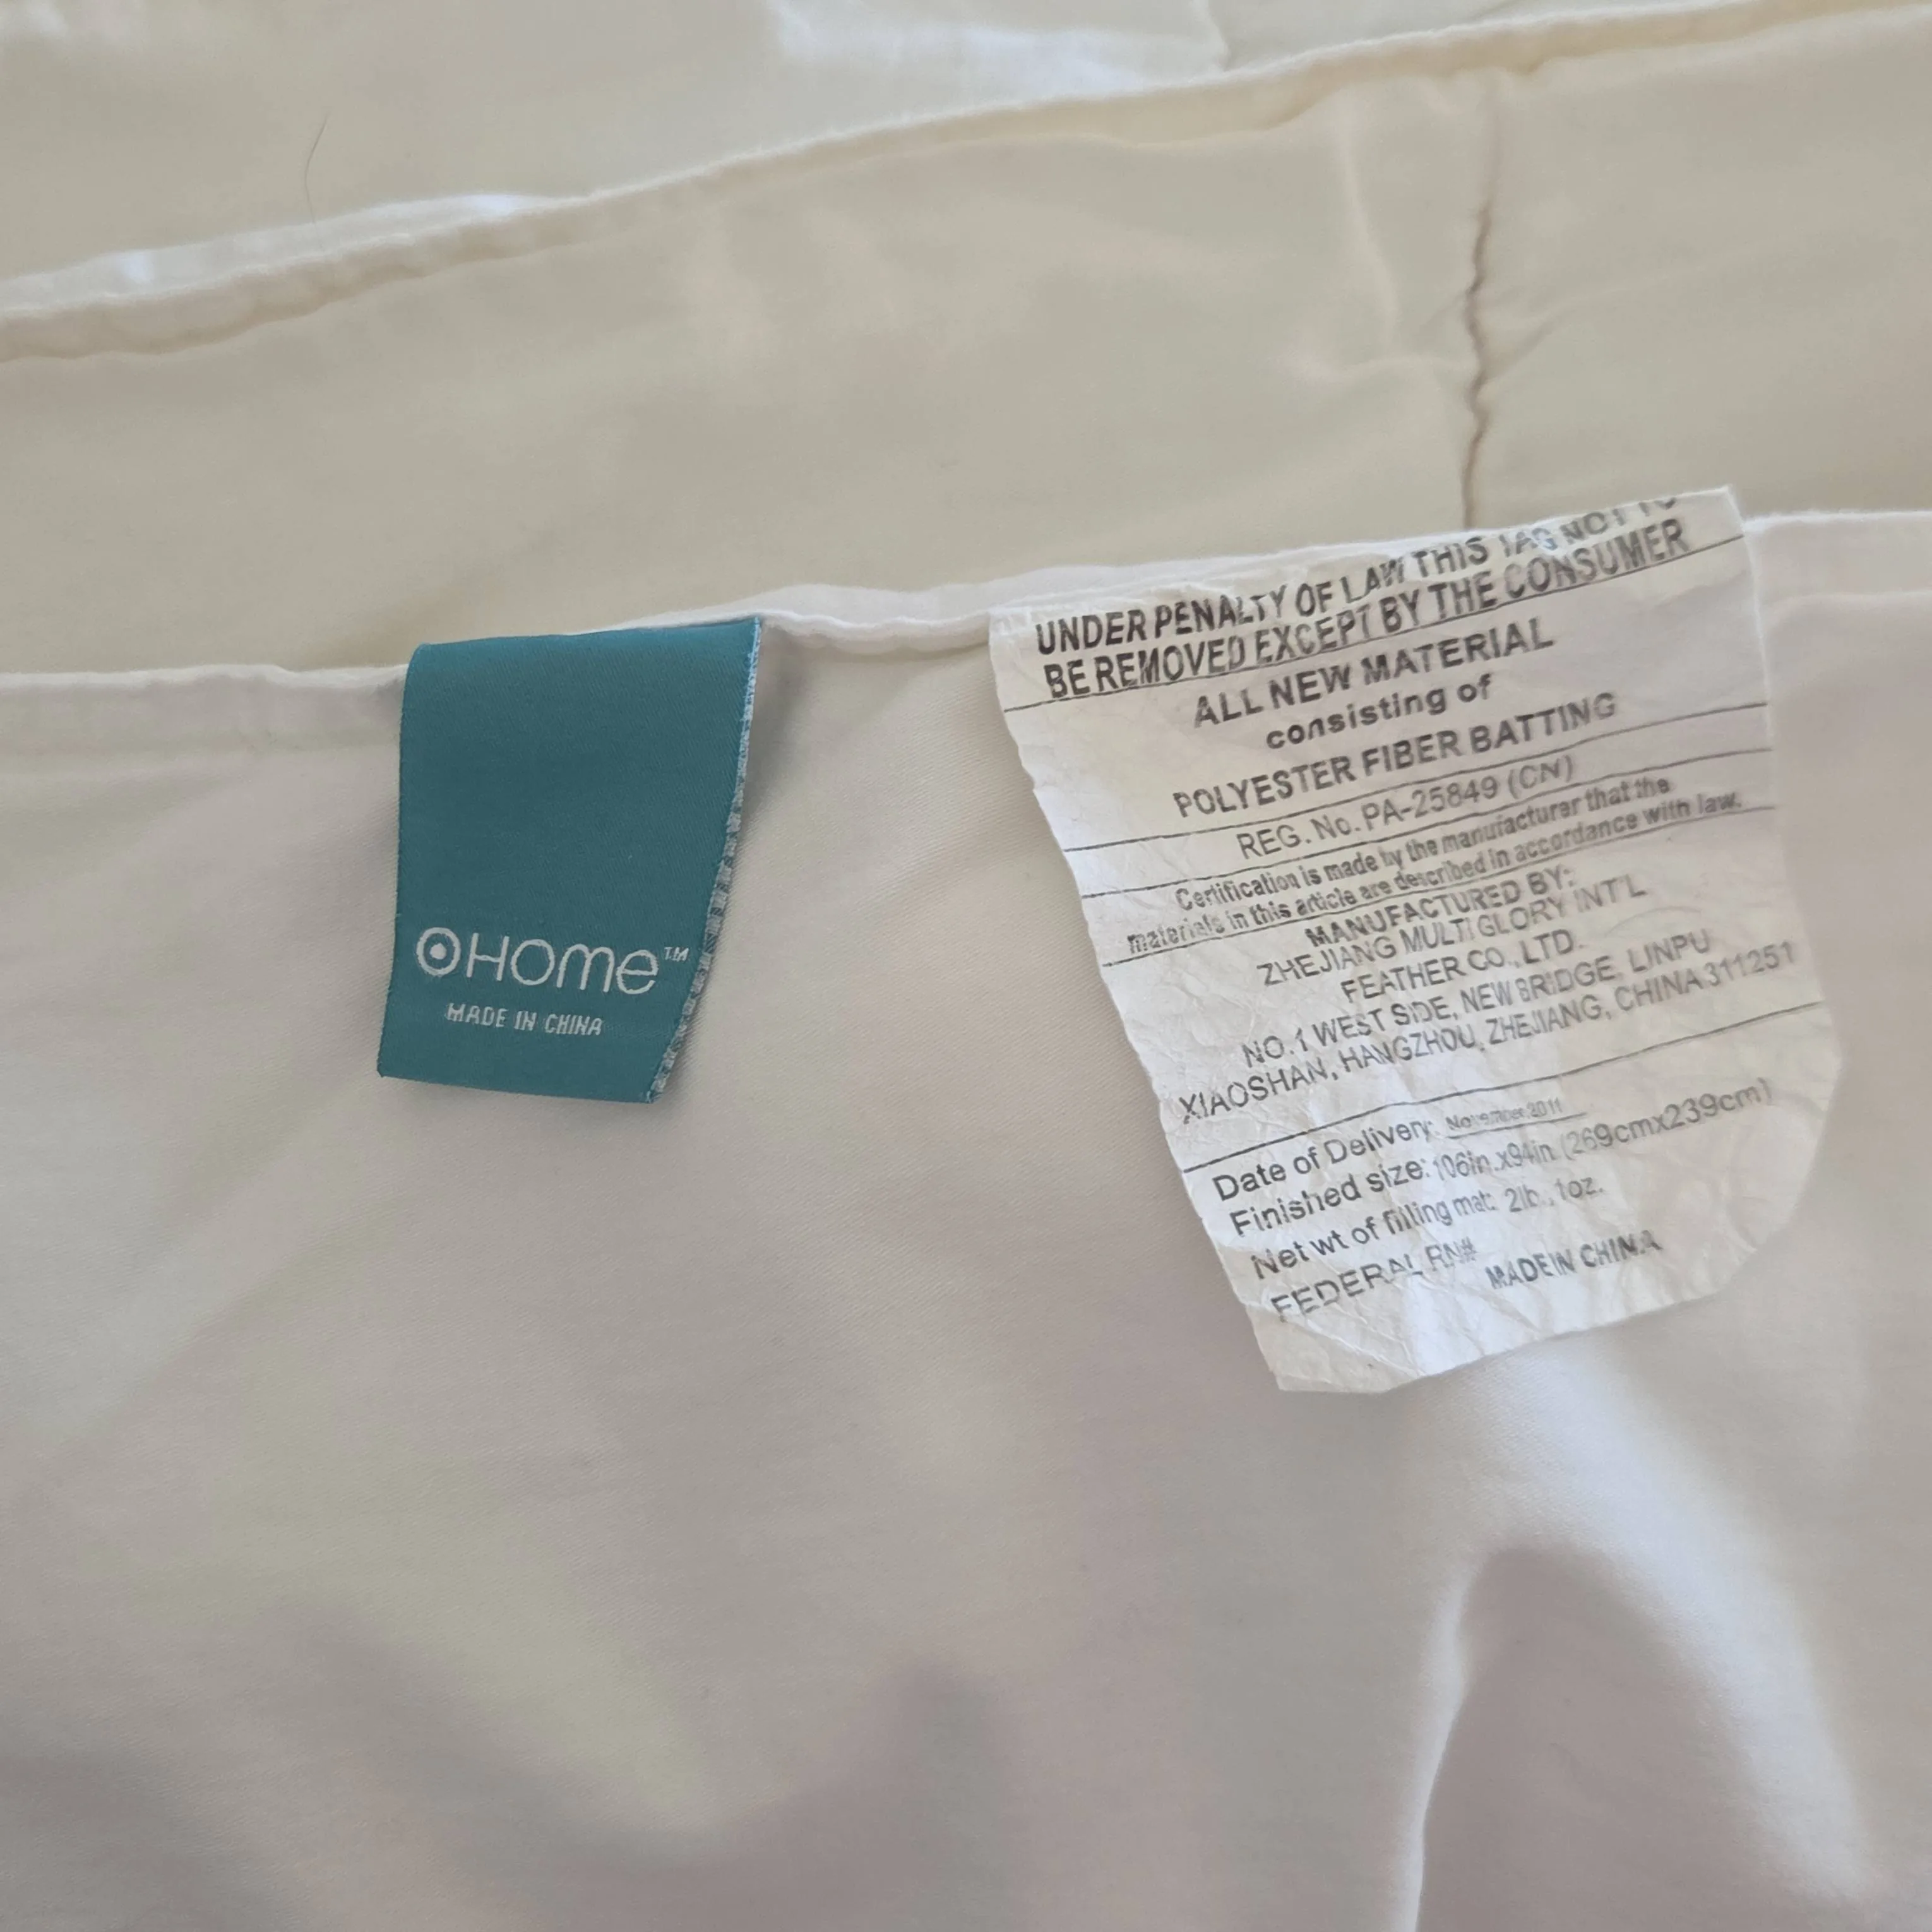 HOME™
MADE IN CHINA
UNDER PENALTY OF LAW THIS TAG NOT TO
BE REMOVED EXCEPT BY THE CONSUMER
ALL NEW MATERIAL
consisting of
POLYESTER FIBER BATTING
REG. No. PA-25849 (CN)
Certification is made by the manufacturer that the
materials in this article are described in accordance with law.
MANUFACTURED BY:
ZHEJIANG MULTI GLORY INT'L
FEATHER CO., LTD.
NO.1 WEST SIDE, NEW BRIDGE, LINPU
XIAOSHAN, HANGZHOU, ZHEJIANG, CHINA 311251
Date of Delivery: November 2011
Finished size: 106in.x94in.(269cmx239cm)
Net wt of filling mat: 2lb., 1oz.
FEDERAL RN#
MADE IN CHINA